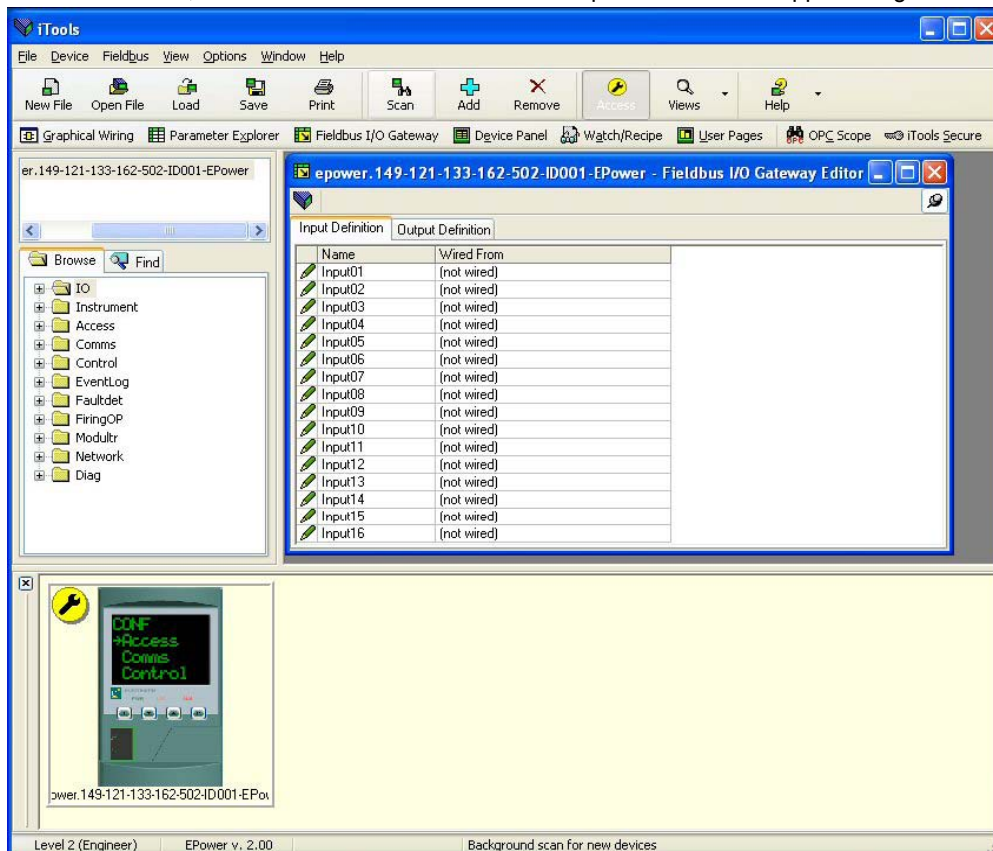 iTools
File Device Fieldbus View Options Window Help
New File Open File Load Save Print Scan Add Remove Access Views Help
Graphical Wiring Parameter Explorer Fieldbus I/O Gateway Device Panel Watch/Recipe User Pages OPC Scope iTools Secure
er.149-121-133-162-502-ID001-EPower
Browse Find
IO
Instrument
Access
Comms
Control
EventLog
Faultdet
FiringOP
Modultr
Network
Diag
epower.149-121-133-162-502-ID001-EPower - Fieldbus I/O Gateway Editor
Input Definition Output Definition
Name Wired From
Input01 (not wired)
Input02 (not wired)
Input03 (not wired)
Input04 (not wired)
Input05 (not wired)
Input06 (not wired)
Input07 (not wired)
Input08 (not wired)
Input09 (not wired)
Input10 (not wired)
Input11 (not wired)
Input12 (not wired)
Input13 (not wired)
Input14 (not wired)
Input15 (not wired)
Input16 (not wired)
CONF
→Access
Comms
Control
ower.149-121-133-162-502-ID001-EPow
Level 2 (Engineer) EPower v. 2.00 Background scan for new devices